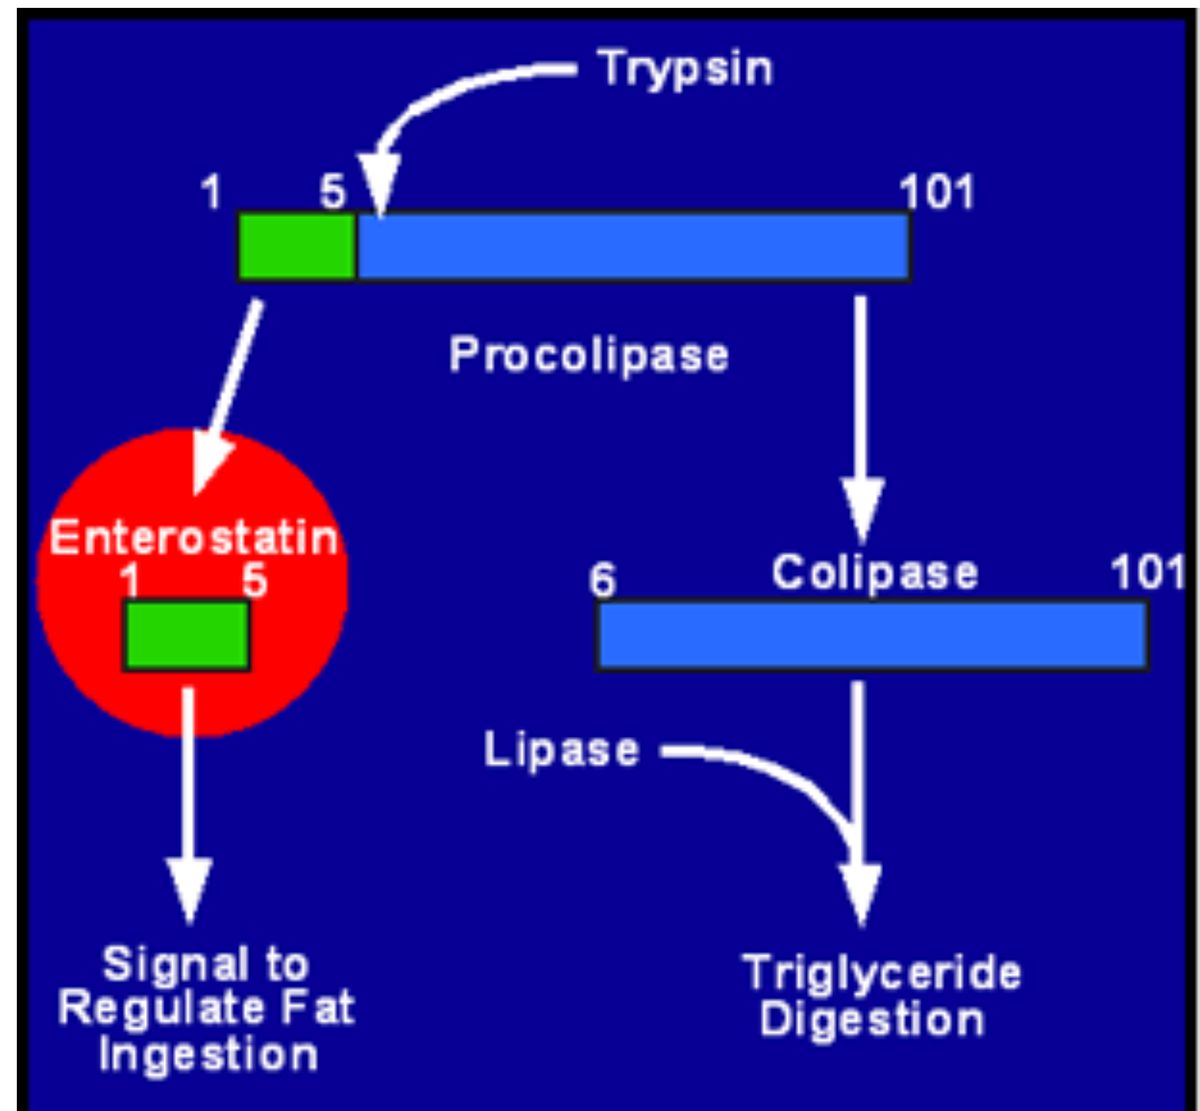 Trypsin
1 5 101
Procolipase
Enterostatin
1 5
Colipase
6 101
Lipase
Signal to
Regulate Fat
Ingestion
Triglyceride
Digestion